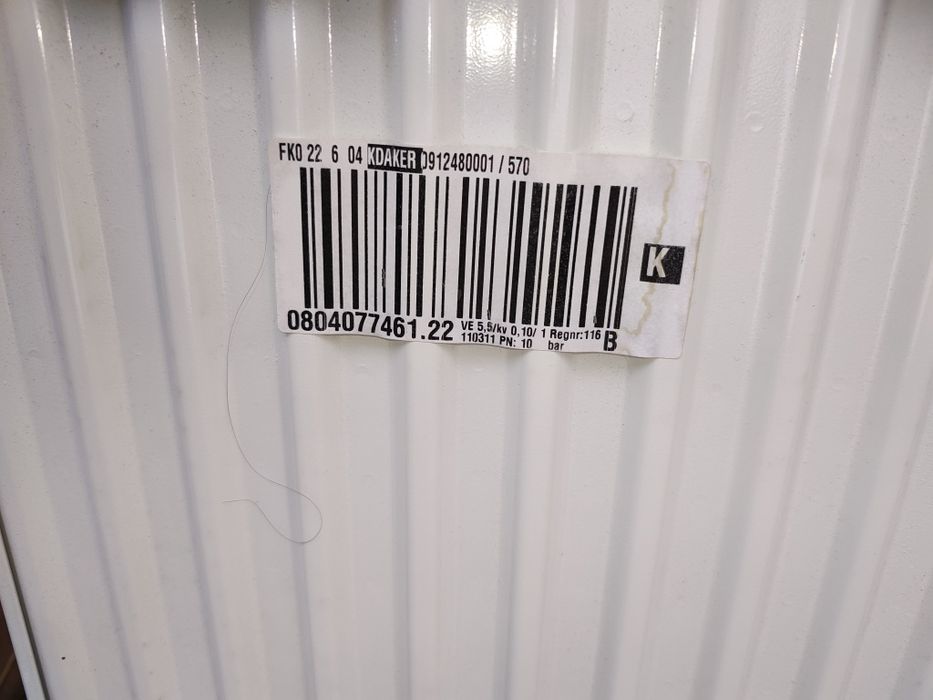 FK0 22 6 04 KDAKER 0912480001 / 570
K
0804077461.22 VE 5,5/kv 0,10/ 1 Regnr:116 B
110311 PN: 10 bar